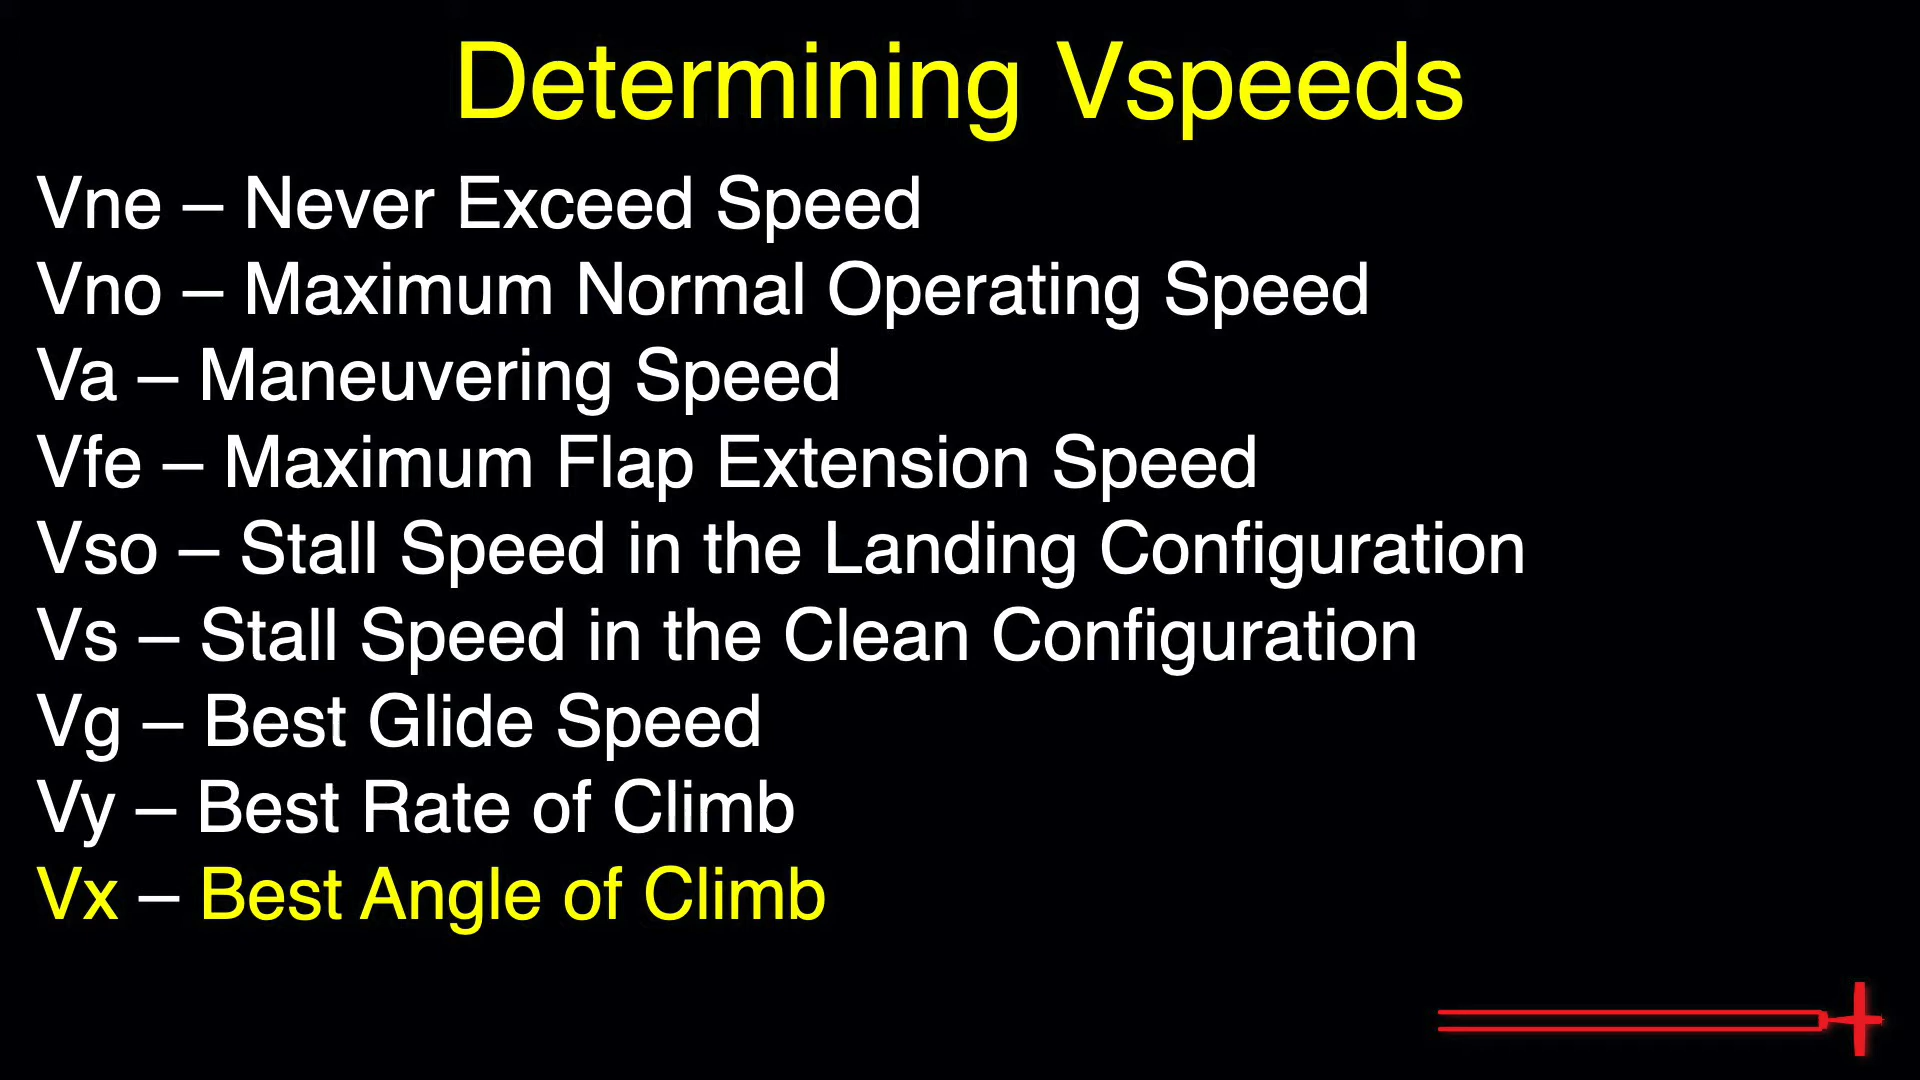 Determining Vspeeds
Vne – Never Exceed Speed
Vno – Maximum Normal Operating Speed
Va – Maneuvering Speed
Vfe – Maximum Flap Extension Speed
Vso – Stall Speed in the Landing Configuration
Vs – Stall Speed in the Clean Configuration
Vg – Best Glide Speed
Vy – Best Rate of Climb
Vx – Best Angle of Climb